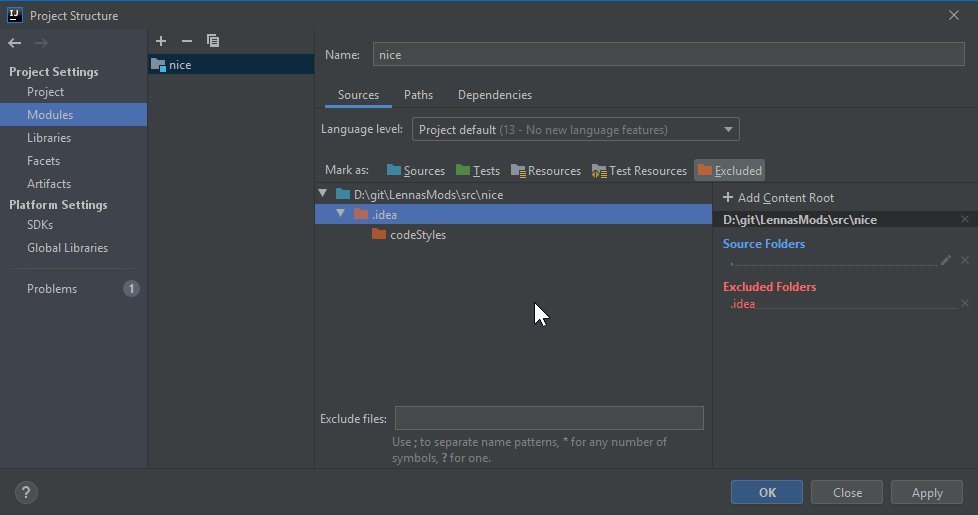 IJ
Project Structure
Project Settings
Project
Modules
Libraries
Facets
Artifacts
Platform Settings
SDKs
Global Libraries
Problems 1
nice
Name: nice
Sources Paths Dependencies
Language level: Project default (13 - No new language features)
Mark as: Sources Tests Resources Test Resources Excluded
D:\git\LennasMods\src\nice
.idea
codeStyles
Add Content Root
D:\git\LennasMods\src\nice
Source Folders
.
Excluded Folders
.idea
Exclude files:
Use ; to separate name patterns, * for any number of
symbols, ? for one.
? OK Close Apply